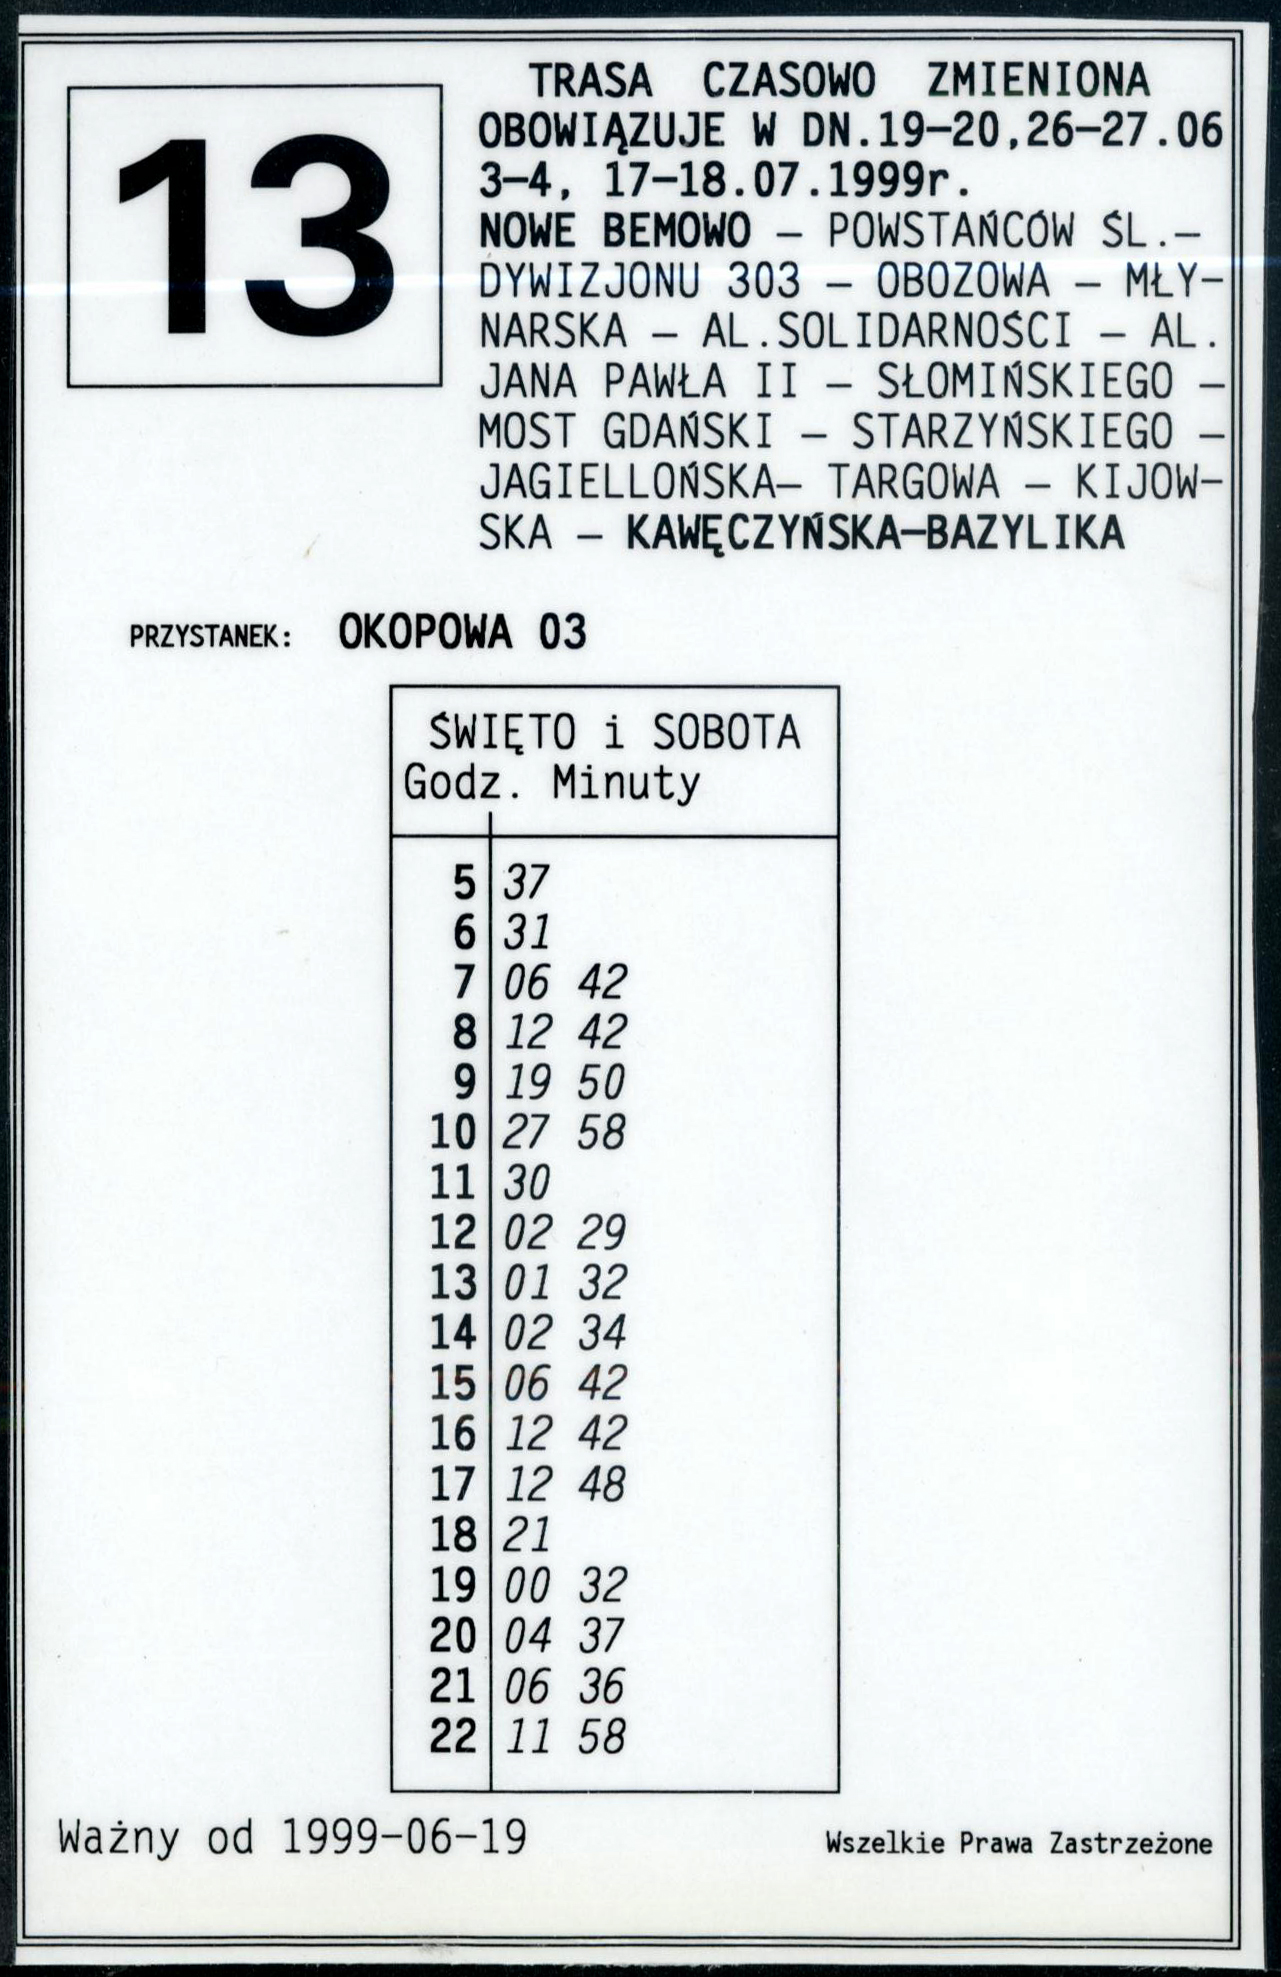 13
TRASA CZASOWO ZMIENIONA
OBOWIĄZUJE W DN.19-20,26-27.06
3-4, 17-18.07.1999r.
NOWE BEMOWO - POWSTAŃCÓW ŚL.-
DYWIZJONU 303 - OBOZOWA - MŁY-
NARSKA - AL.SOLIDARNOŚCI - AL.
JANA PAWŁA II - SŁOMIŃSKIEGO -
MOST GDAŃSKI - STARZYŃSKIEGO -
JAGIELLOŃSKA- TARGOWA - KIJOW-
SKA - KAWĘCZYŃSKA-BAZYLIKA
PRZYSTANEK: OKOPOWA 03
ŚWIĘTO i SOBOTA
Godz. Minuty
5 37
6 31
7 06 42
8 12 42
9 19 50
10 27 58
11 30
12 02 29
13 01 32
14 02 34
15 06 42
16 12 42
17 12 48
18 21
19 00 32
20 04 37
21 06 36
22 11 58
Ważny od 1999-06-19
Wszelkie Prawa Zastrzeżone